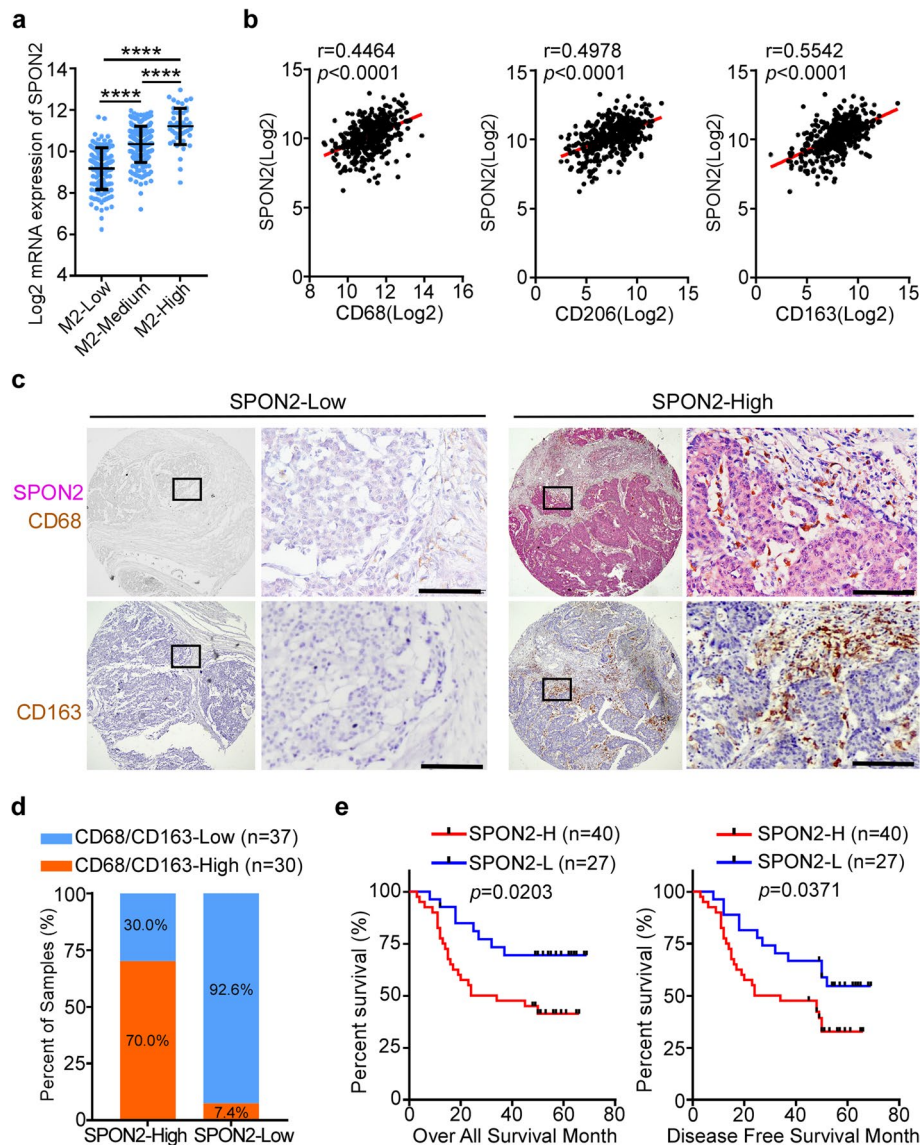 a
Log2 mRNA expression of SPON2
14
12
10
8
6
4
****
****
****
M2-Low
M2-Medium
M2-High
b
r=0.4464
p<0.0001
SPON2(Log2)
15
10
5
0
8
10
12
14
16
CD68(Log2)
r=0.4978
p<0.0001
SPON2(Log2)
15
10
5
0
0
5
10
15
CD206(Log2)
r=0.5542
p<0.0001
SPON2(Log2)
15
10
5
0
0
5
10
15
CD163(Log2)
c
SPON2-Low
SPON2-High
SPON2
CD68
CD163
d
CD68/CD163-Low (n=37)
CD68/CD163-High (n=30)
Percent of Samples (%)
100
75
50
25
0
30.0%
70.0%
92.6%
7.4%
SPON2-High
SPON2-Low
e
SPON2-H (n=40)
SPON2-L (n=27)
p=0.0203
Percent survival (%)
100
75
50
25
0
0
20
40
60
80
Over All Survival Month
SPON2-H (n=40)
SPON2-L (n=27)
p=0.0371
Percent survival (%)
100
75
50
25
0
0
20
40
60
80
Disease Free Survival Month